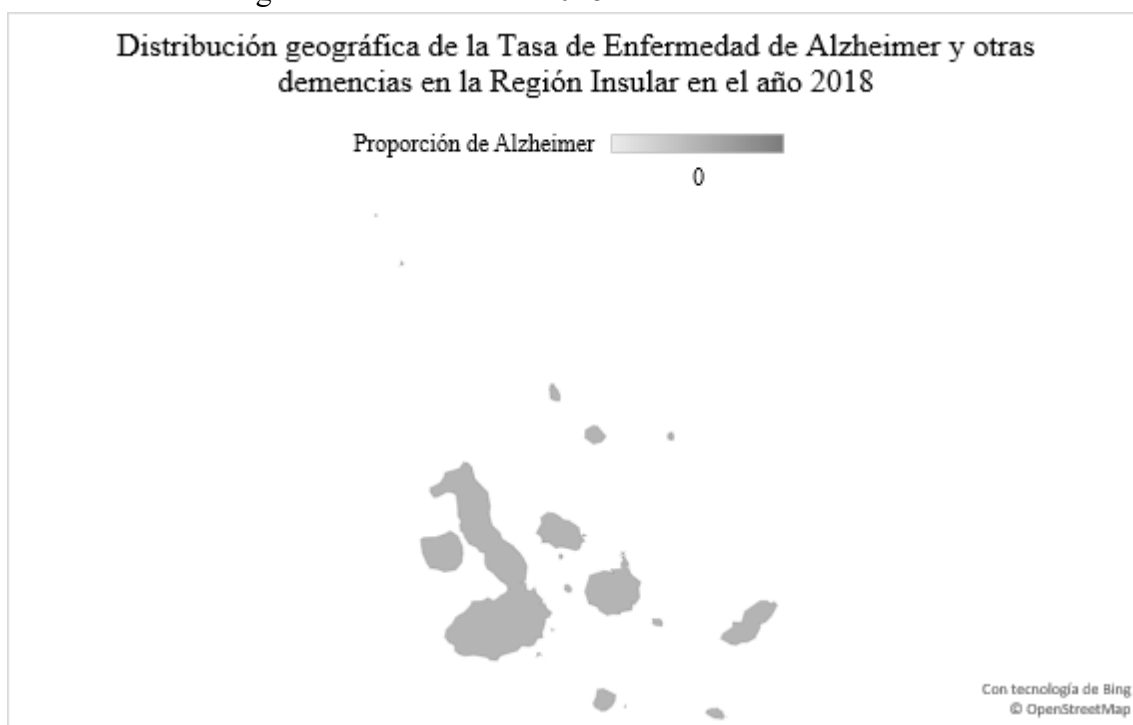 Distribución geográfica de la Tasa de Enfermedad de Alzheimer y otras
demencias en la Región Insular en el año 2018
Proporción de Alzheimer
0
Con tecnología de Bing
© OpenStreetMap